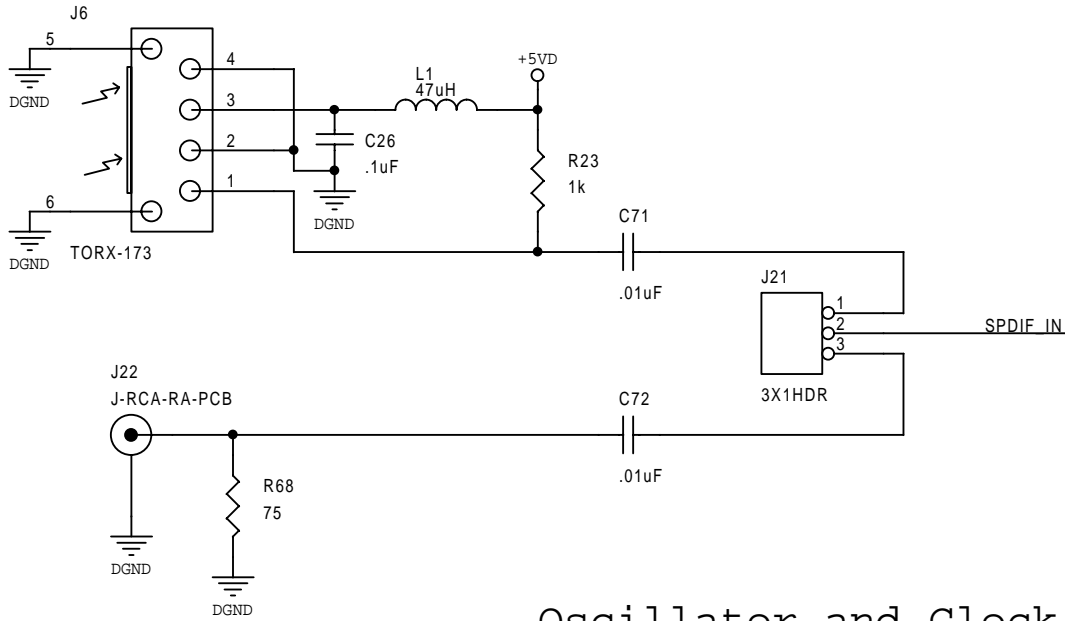 J6
5
DGND
4
3
2
1
6
DGND
TORX-173
L1
47uH
+5VD
C26
.1uF
DGND
R23
1k
C71
.01uF
J21
1
2
3
SPDIF_IN
3X1HDR
J22
J-RCA-RA-PCB
C72
.01uF
R68
75
DGND
DGND
Oscillator and Clock